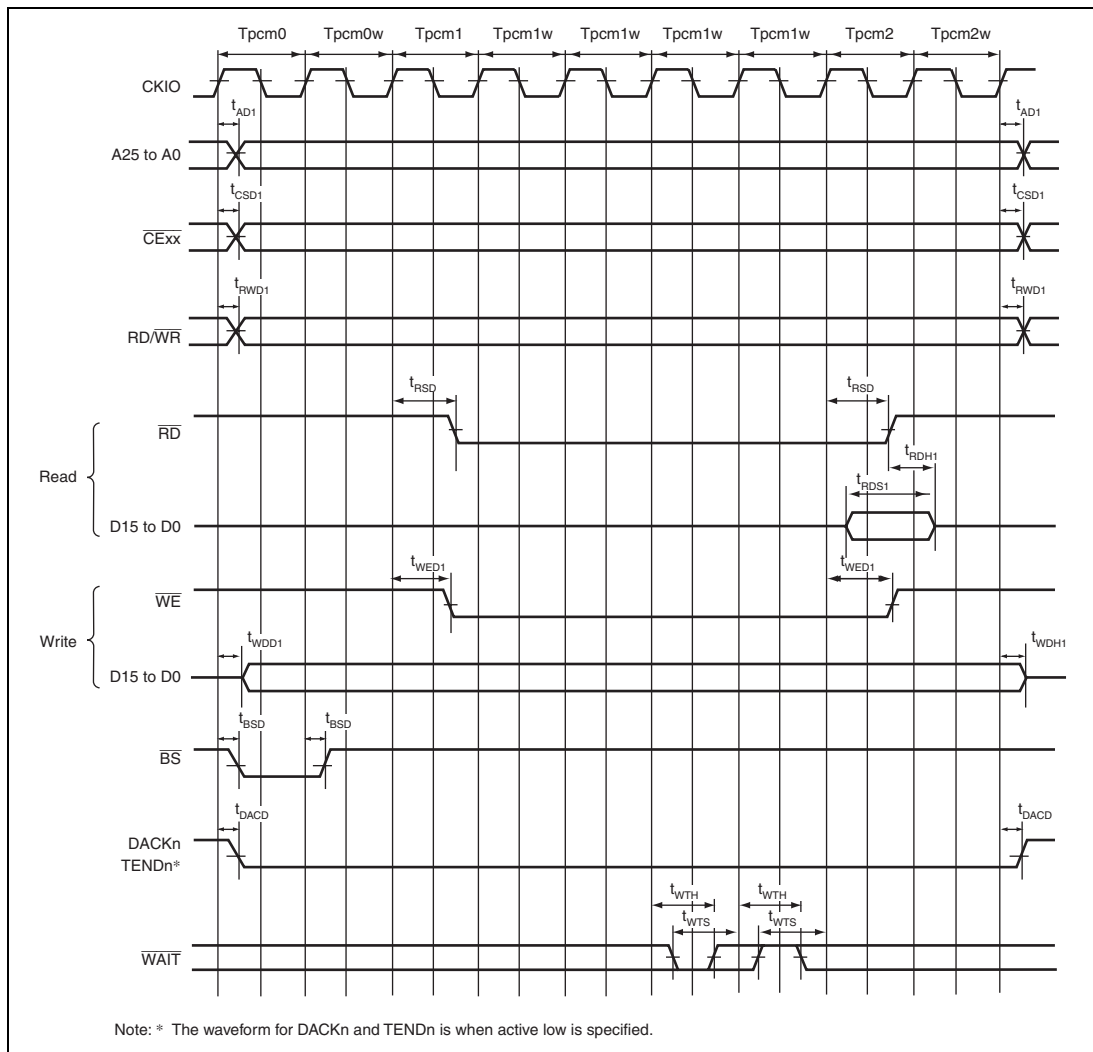 Tpcm0 Tpcm0w Tpcm1 Tpcm1w Tpcm1w Tpcm1w Tpcm1w Tpcm2 Tpcm2w
CKIO
tAD1 tAD1
A25 to A0
tCSD1 tCSD1
CExx
tRWD1 tRWD1
RD/WR
tRSD tRSD
RD
tRDH1
Read
tRDS1
D15 to D0
tWED1 tWED1
WE
Write
tWDD1 tWDH1
D15 to D0
tBSD tBSD
BS
tDACD tDACD
DACKn
TENDn*
tWTH tWTH
tWTS tWTS
WAIT
Note: * The waveform for DACKn and TENDn is when active low is specified.